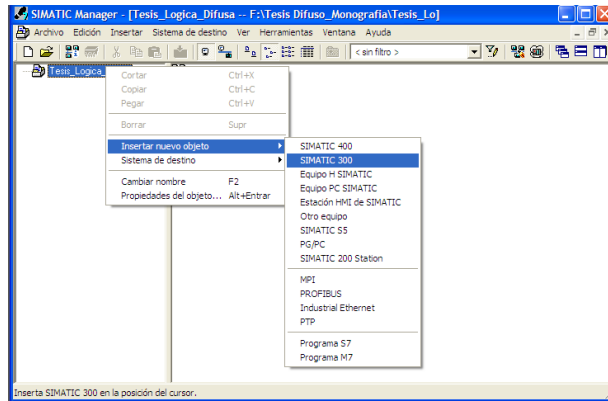 SIMATIC Manager - [Tesis_Logica_Difusa -- F:\Tesis Difuso_Monografia\Tesis_Lo]
Archivo Edición Insertar Sistema de destino Ver Herramientas Ventana Ayuda
< sin filtro >
Tesis_Logica_
Cortar Ctrl+X
Copiar Ctrl+C
Pegar Ctrl+V
Borrar Supr
Insertar nuevo objeto
Sistema de destino
Cambiar nombre F2
Propiedades del objeto... Alt+Entrar
SIMATIC 400
SIMATIC 300
Equipo H SIMATIC
Equipo PC SIMATIC
Estación HMI de SIMATIC
Otro equipo
SIMATIC S5
PG/PC
SIMATIC 200 Station
MPI
PROFIBUS
Industrial Ethernet
PTP
Programa S7
Programa M7
Inserta SIMATIC 300 en la posición del cursor.